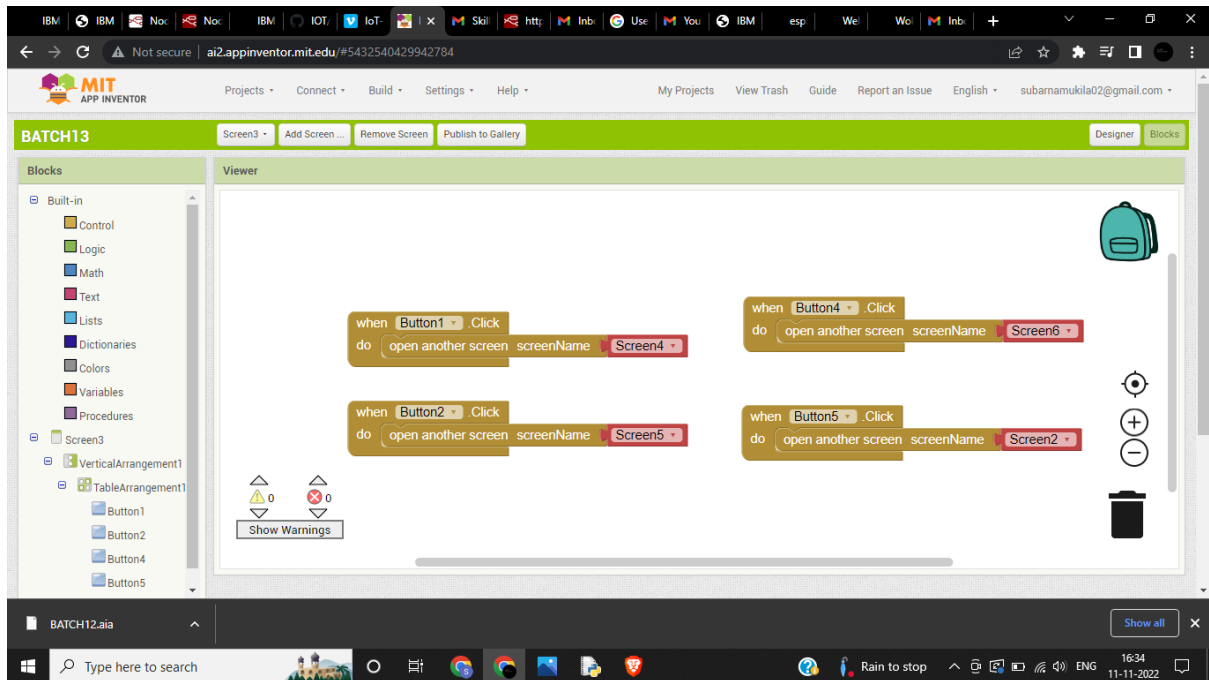 IBM IBM Noc Noc IBM IOT/ IoT- I Skil http Inbo Use You IBM esp Wel Wol Inbo
Not secure ai2.appinventor.mit.edu/#5432540429942784
MIT
APP INVENTOR
Projects Connect Build Settings Help My Projects View Trash Guide Report an Issue English subarnamukila02@gmail.com
BATCH13 Screen3 Add Screen ... Remove Screen Publish to Gallery Designer Blocks
Blocks Viewer
Built-in
Control
Logic
Math
Text
Lists
Dictionaries
Colors
Variables
Procedures
Screen3
VerticalArrangement1
TableArrangement1
Button1
Button2
Button4
Button5
when Button1 .Click
do open another screen screenName Screen4
when Button2 .Click
do open another screen screenName Screen5
when Button4 .Click
do open another screen screenName Screen6
when Button5 .Click
do open another screen screenName Screen2
0 0
Show Warnings
BATCH12.aia Show all
Type here to search Rain to stop ENG 16:34
11-11-2022